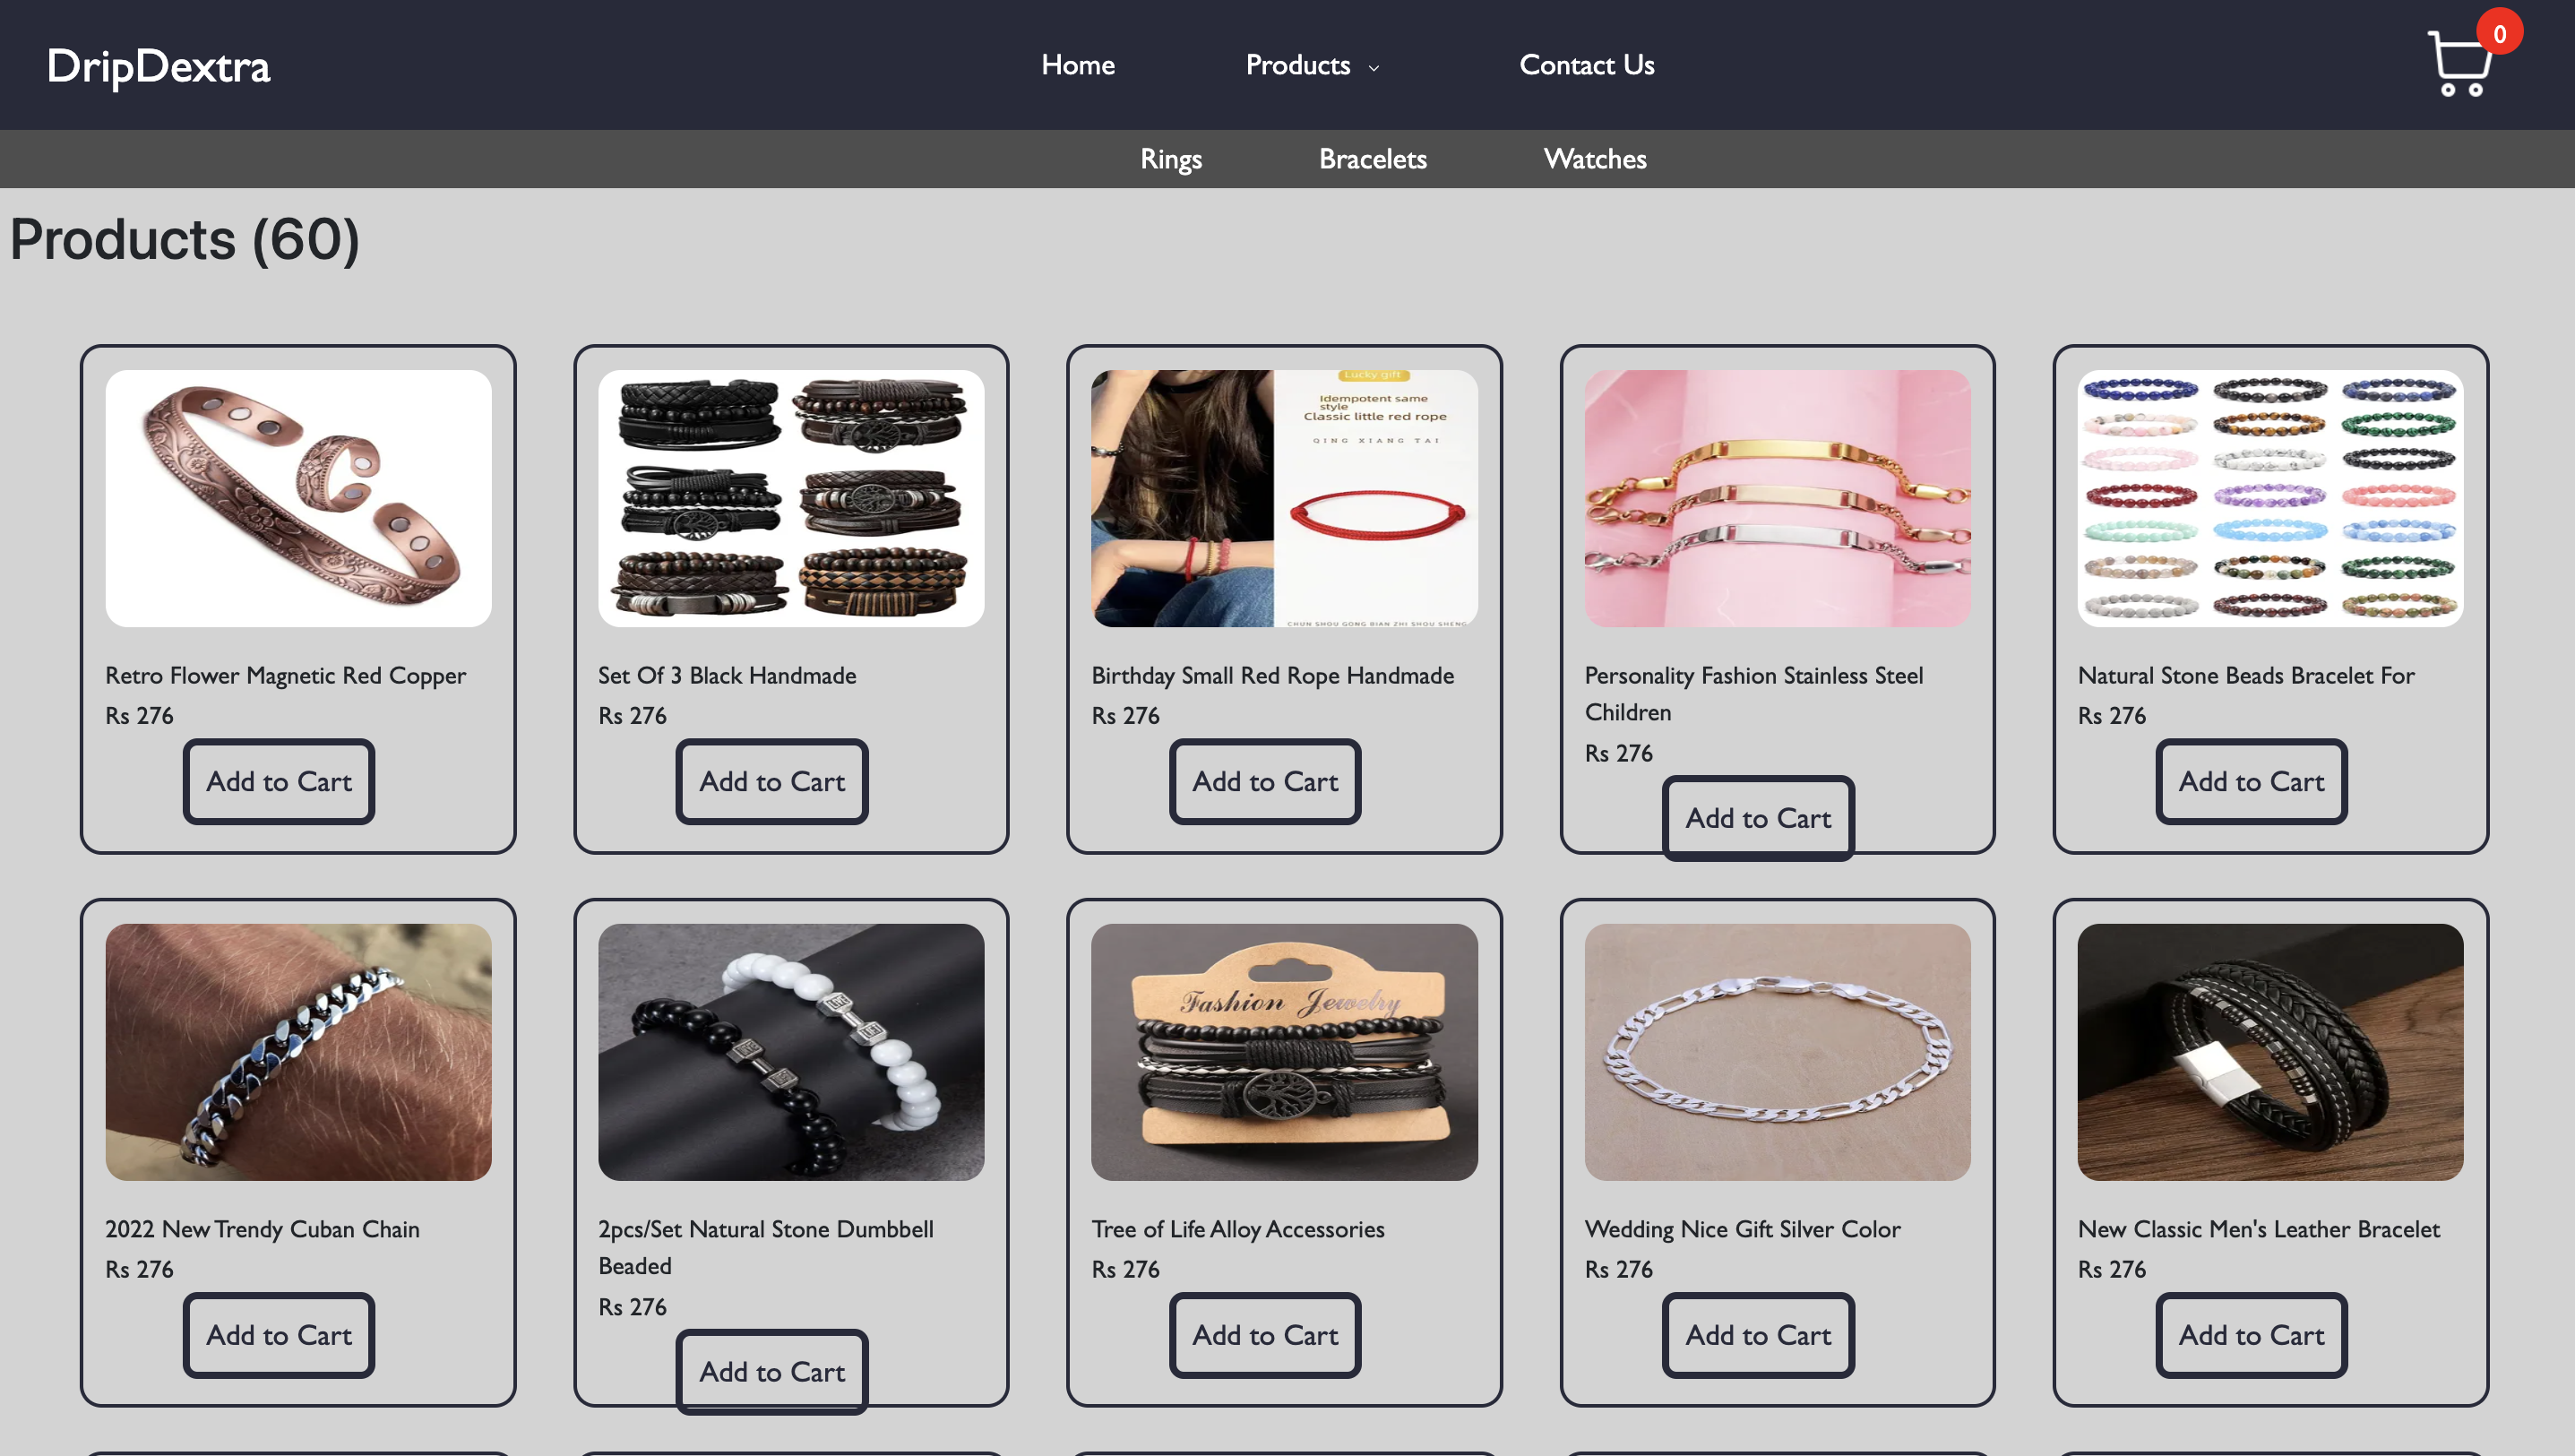 DripDextra
Home
Products
Contact Us
0
Rings
Bracelets
Watches
Products (60)
Lucky gift
Idempotent same
style
Classic little red rope
QING XIANG TAI
CHUN SHOU GONG BIAN ZHI SHOU SHENG
Retro Flower Magnetic Red Copper
Rs 276
Add to Cart
Set Of 3 Black Handmade
Rs 276
Add to Cart
Birthday Small Red Rope Handmade
Rs 276
Add to Cart
Personality Fashion Stainless Steel
Children
Rs 276
Add to Cart
Natural Stone Beads Bracelet For
Rs 276
Add to Cart
Fashion Jewelry
2022 New Trendy Cuban Chain
Rs 276
Add to Cart
2pcs/Set Natural Stone Dumbbell
Beaded
Rs 276
Add to Cart
Tree of Life Alloy Accessories
Rs 276
Add to Cart
Wedding Nice Gift Silver Color
Rs 276
Add to Cart
New Classic Men's Leather Bracelet
Rs 276
Add to Cart